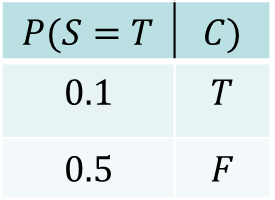 P(S = T | C)
0.1 T
0.5 F